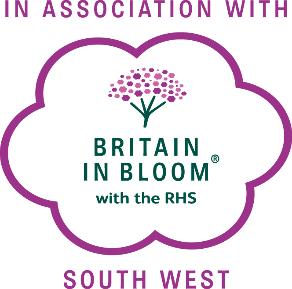 IN ASSOCIATION WITH
BRITAIN
IN BLOOM®
with the RHS
SOUTH WEST